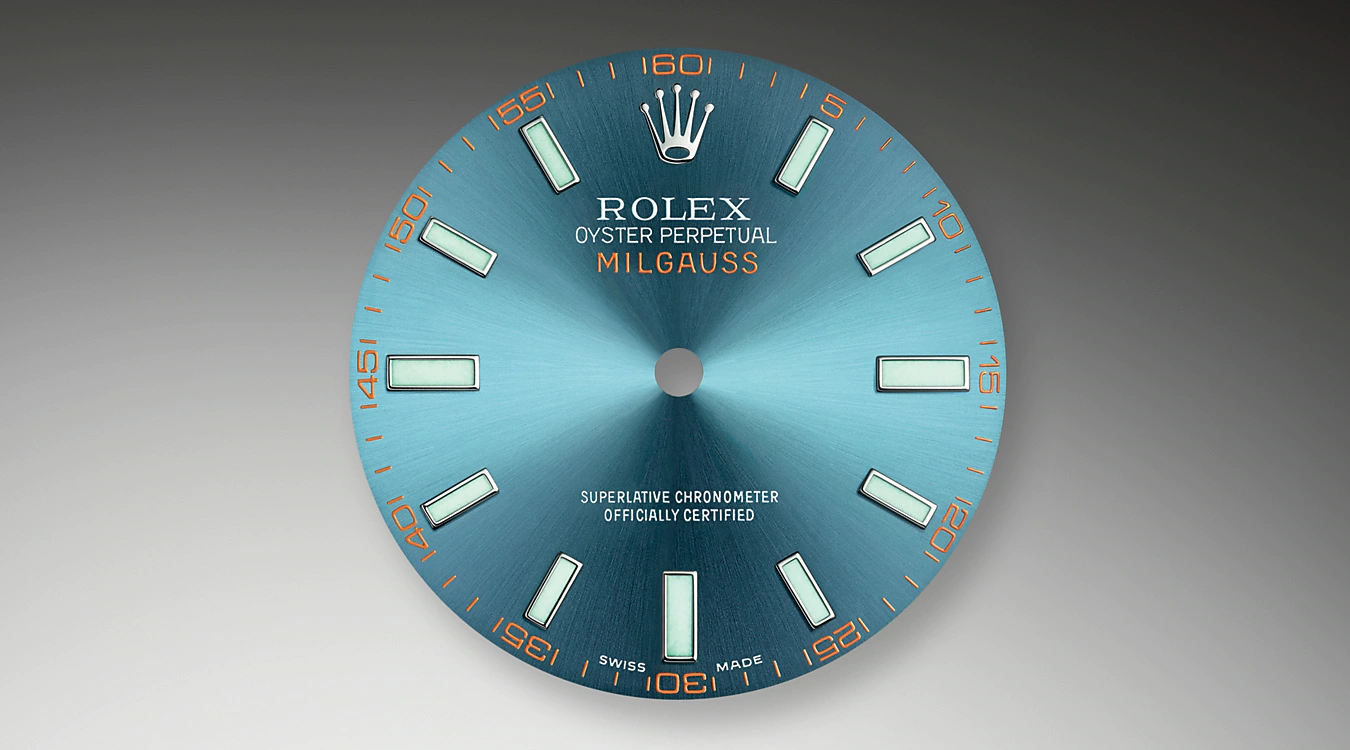 60
5
10
15
20
25
30
35
40
45
50
55
ROLEX
OYSTER PERPETUAL
MILGAUSS
SUPERLATIVE CHRONOMETER
OFFICIALLY CERTIFIED
SWISS MADE